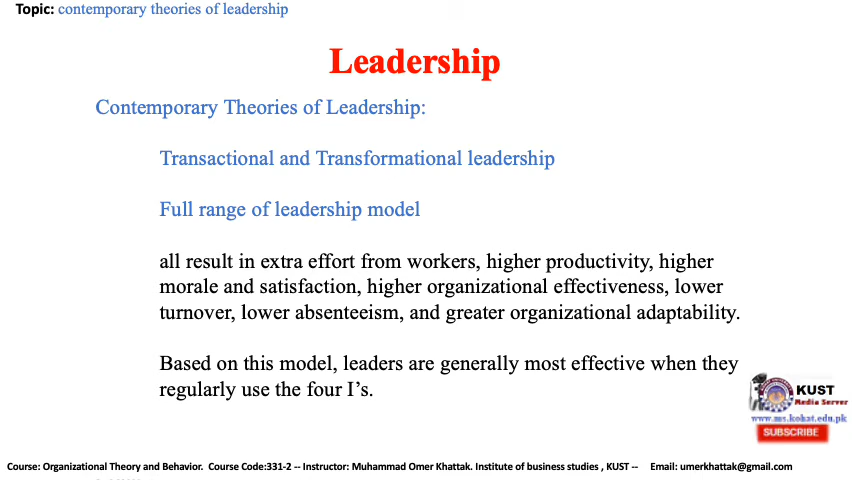 Topic: contemporary theories of leadership
Leadership
Contemporary Theories of Leadership:
Transactional and Transformational leadership
Full range of leadership model
all result in extra effort from workers, higher productivity, higher
morale and satisfaction, higher organizational effectiveness, lower
turnover, lower absenteeism, and greater organizational adaptability.
Based on this model, leaders are generally most effective when they
regularly use the four I’s.
KUST
Media Server
www.ms.kohat.edu.pk
SUBSCRIBE
Course: Organizational Theory and Behavior. Course Code:331-2 -- Instructor: Muhammad Omer Khattak. Institute of business studies , KUST -- Email: umerkhattak@gmail.com